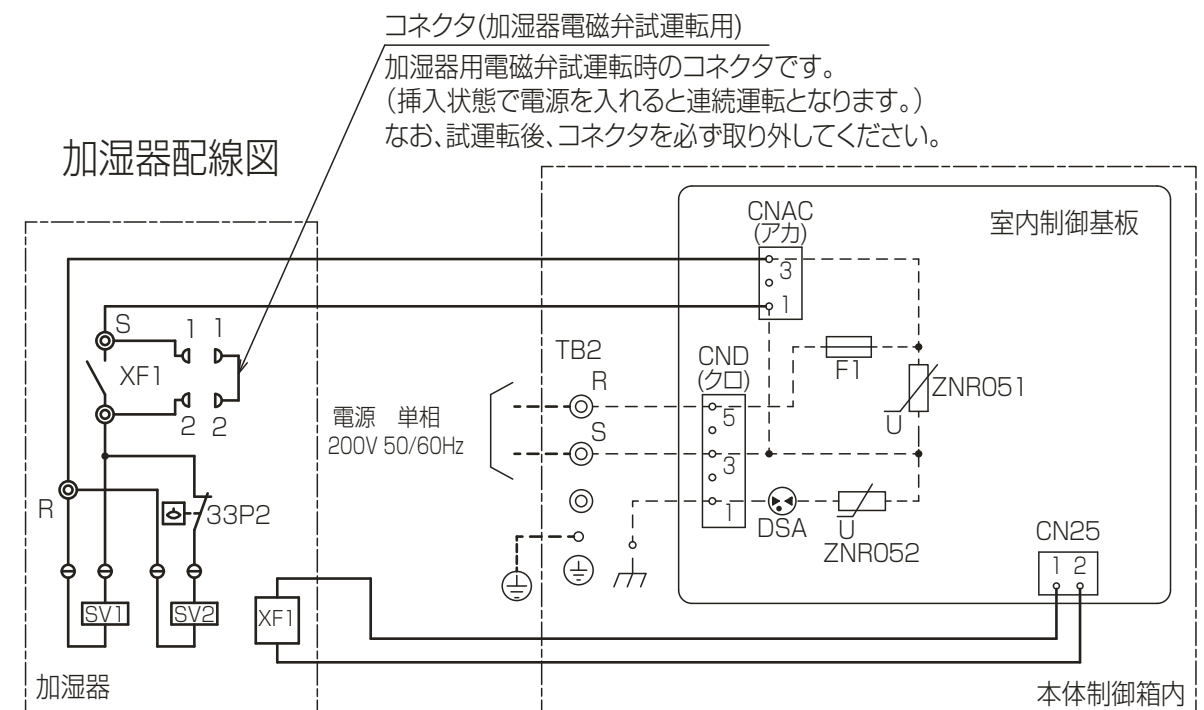 コネクタ(加湿器電磁弁試運転用)
加湿器用電磁弁試運転時のコネクタです。
(挿入状態で電源を入れると連続運転となります。)
なお、試運転後、コネクタを必ず取り外してください。
加湿器配線図
CNAC
(アカ)
3
1
室内制御基板
S
1 1
XF1
2 2
R
33P2
SV1
SV2
XF1
加湿器
電源 単相
200V 50/60Hz
TB2
R
S
CND
(クロ)
5
3
1
F1
ZNR051
U
DSA
U
ZNR052
CN25
1 2
本体制御箱内